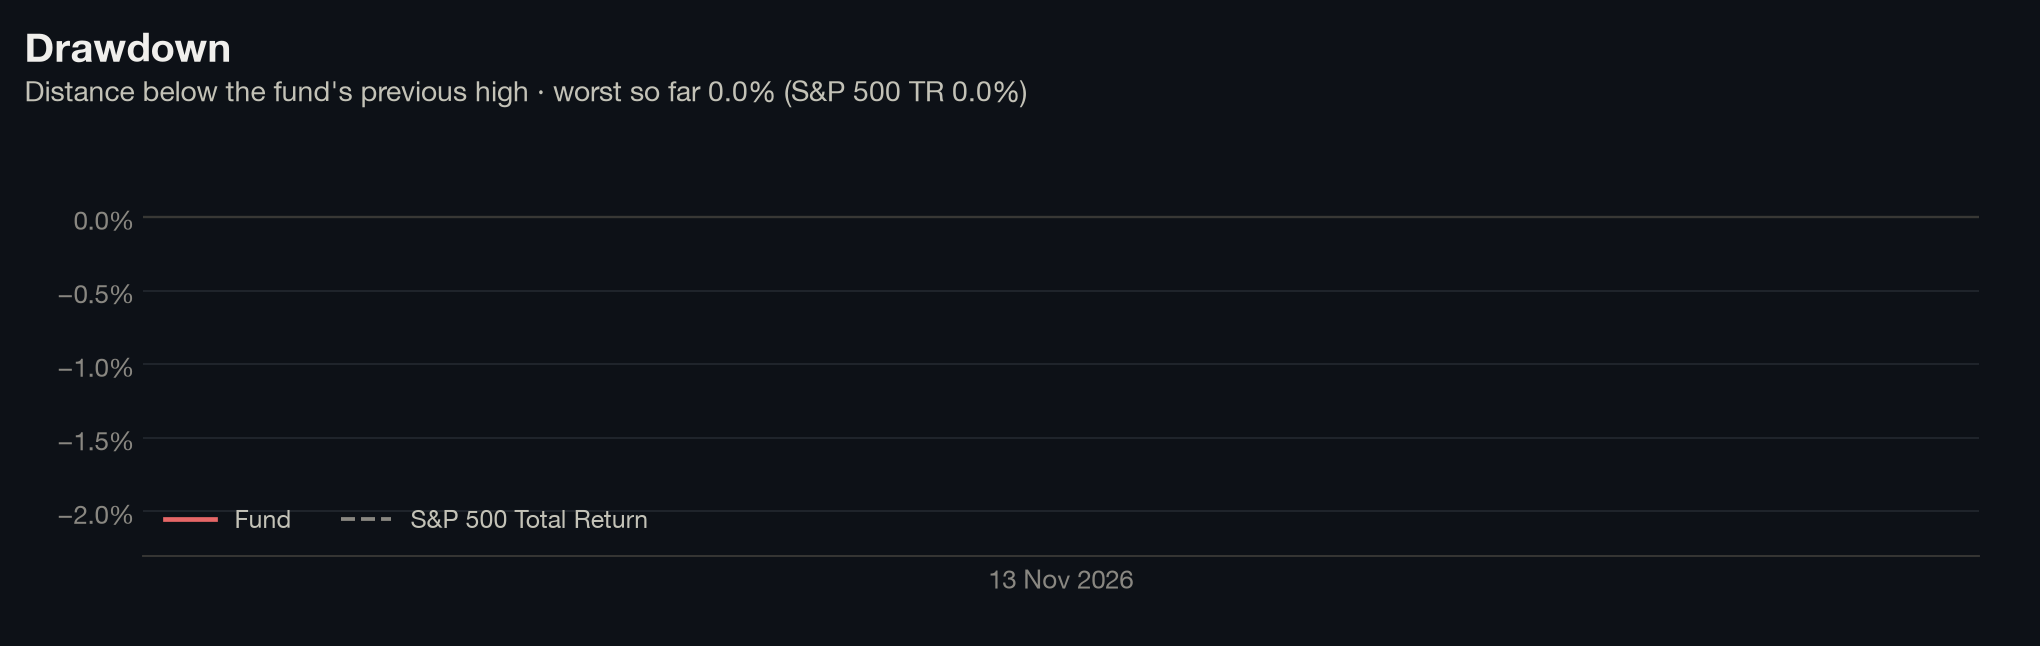 Drawdown
Distance below the fund's previous high · worst so far 0.0% (S&P 500 TR 0.0%)
0.0%
−0.5%
−1.0%
−1.5%
−2.0%
Fund
S&P 500 Total Return
13 Nov 2026